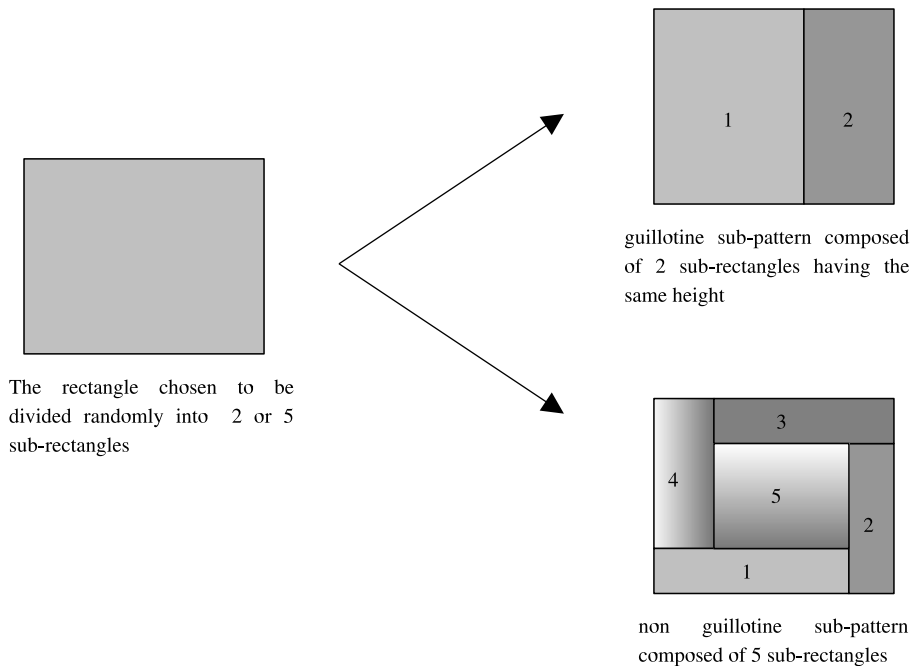 The rectangle chosen to be
divided randomly into 2 or 5
sub-rectangles
1 2
guillotine sub-pattern composed
of 2 sub-rectangles having the
same height
3
4 5
2
1
non guillotine sub-pattern
composed of 5 sub-rectangles